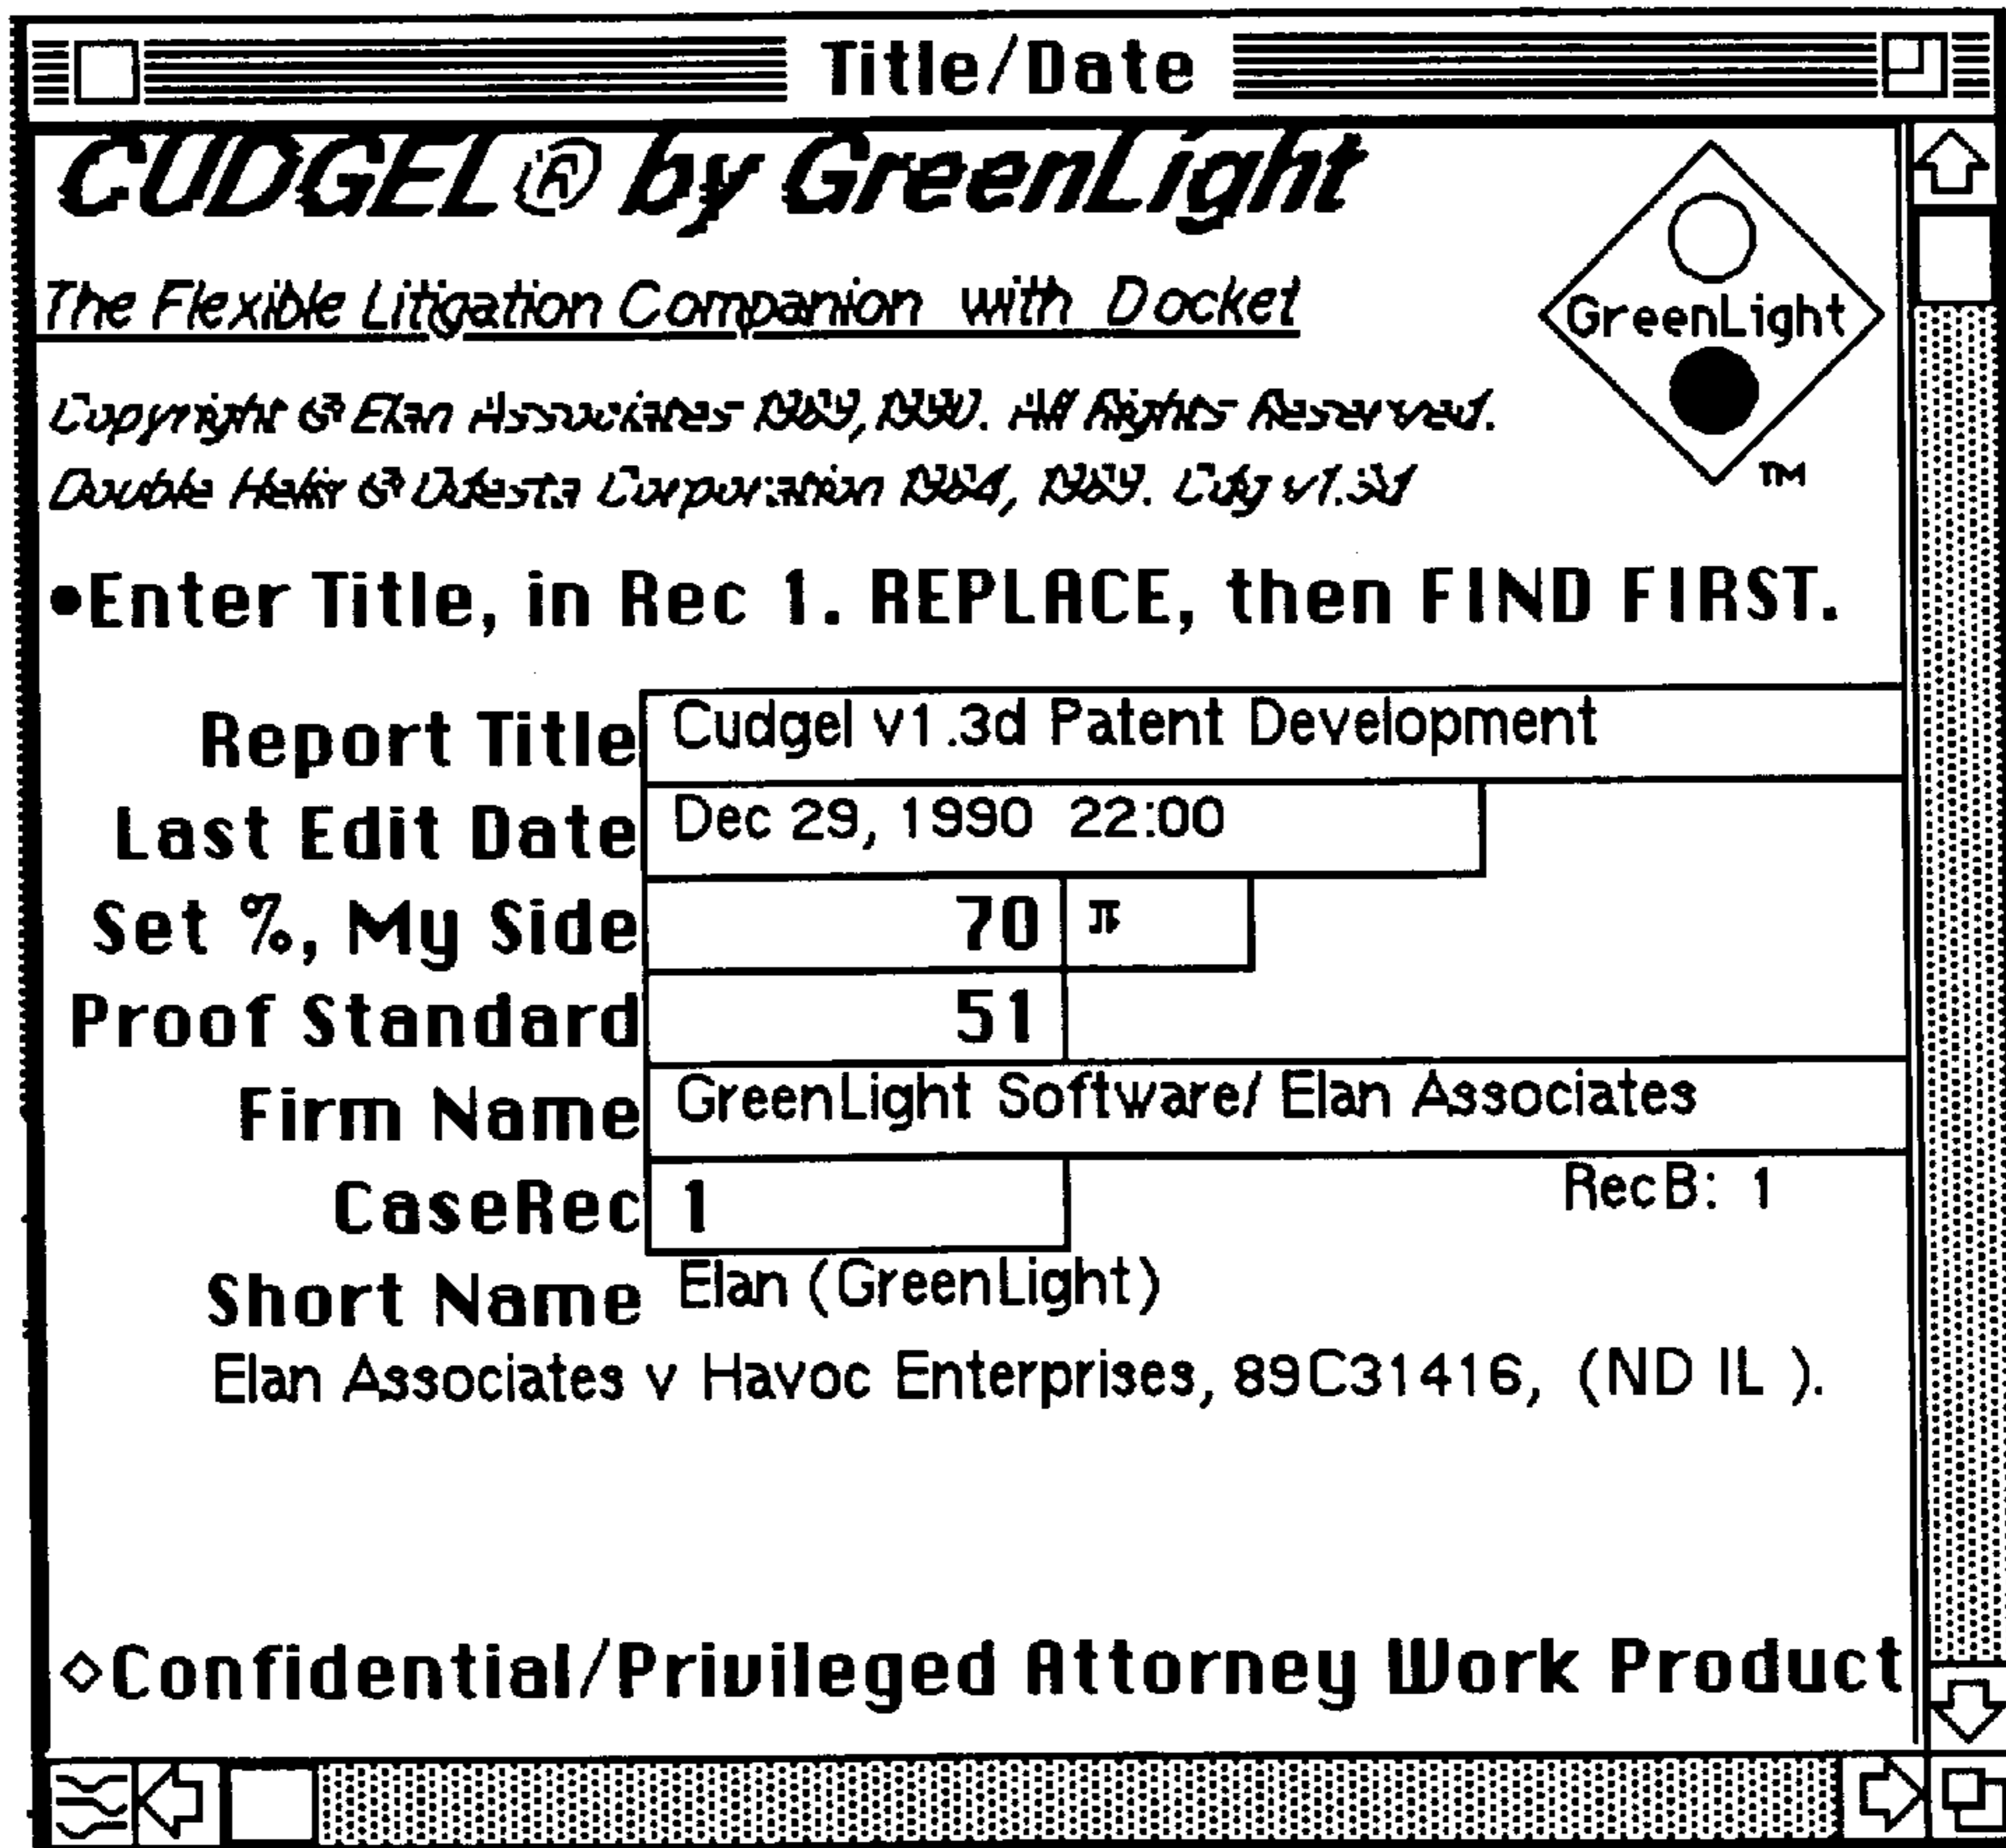 Title/Date
CUDGEL® by GreenLight
The Flexible Litigation Companion with Docket
GreenLight
TM
Copyright © Elan Associates 1989, 1990. All Rights Reserved.
Double Helix © Odesta Corporation 1984, 1989. Cdg v1.3d
•Enter Title, in Rec 1. REPLACE, then FIND FIRST.
Report Title Cudgel v1.3d Patent Development
Last Edit Date Dec 29, 1990 22:00
Set %, My Side 70
Proof Standard 51
Firm Name GreenLight Software/ Elan Associates
CaseRec 1 RecB: 1
Short Name Elan (GreenLight)
Elan Associates v Havoc Enterprises, 89C31416, (ND IL ).
◇Confidential/Privileged Attorney Work Product